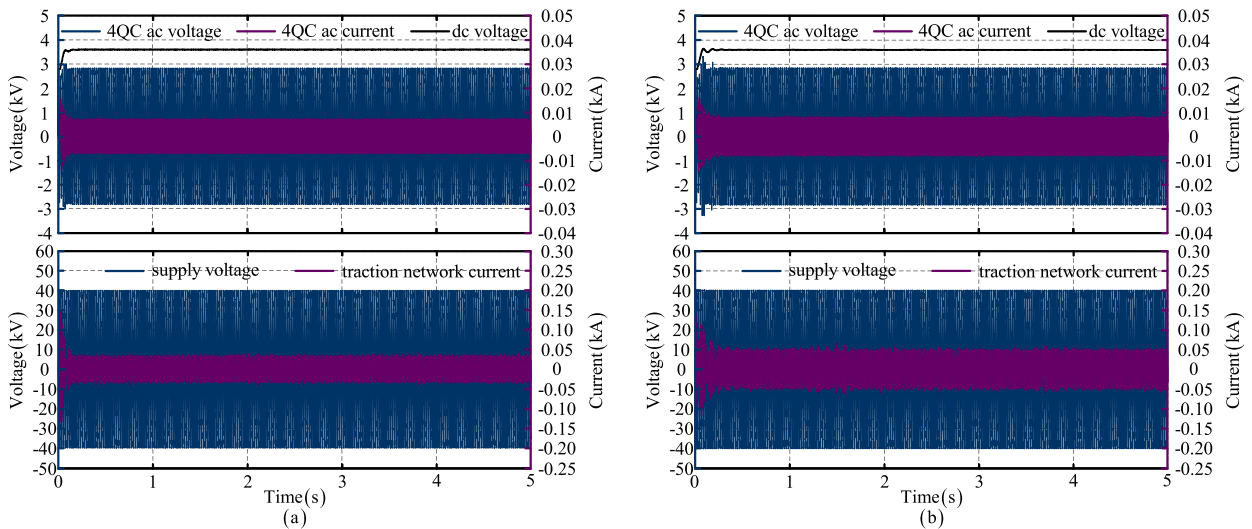 4QC ac voltage 4QC ac current dc voltage
5 4 3 2 1 0 -1 -2 -3 -4
Voltage(kV)
0.05 0.04 0.03 0.02 0.01 0 -0.01 -0.02 -0.03 -0.04
Current(kA)
supply voltage traction network current
60 50 40 30 20 10 0 -10 -20 -30 -40 -50
Voltage(kV)
0.30 0.25 0.20 0.15 0.10 0.05 0 -0.05 -0.10 -0.15 -0.20 -0.25
Current(kA)
0 1 2 3 4 5
Time(s)
(a)
4QC ac voltage 4QC ac current dc voltage
5 4 3 2 1 0 -1 -2 -3 -4
Voltage(kV)
0.05 0.04 0.03 0.02 0.01 0 -0.01 -0.02 -0.03 -0.04
Current(kA)
supply voltage traction network current
60 50 40 30 20 10 0 -10 -20 -30 -40 -50
Voltage(kV)
0.30 0.25 0.20 0.15 0.10 0.05 0 -0.05 -0.10 -0.15 -0.20 -0.25
Current(kA)
0 1 2 3 4 5
Time(s)
(b)